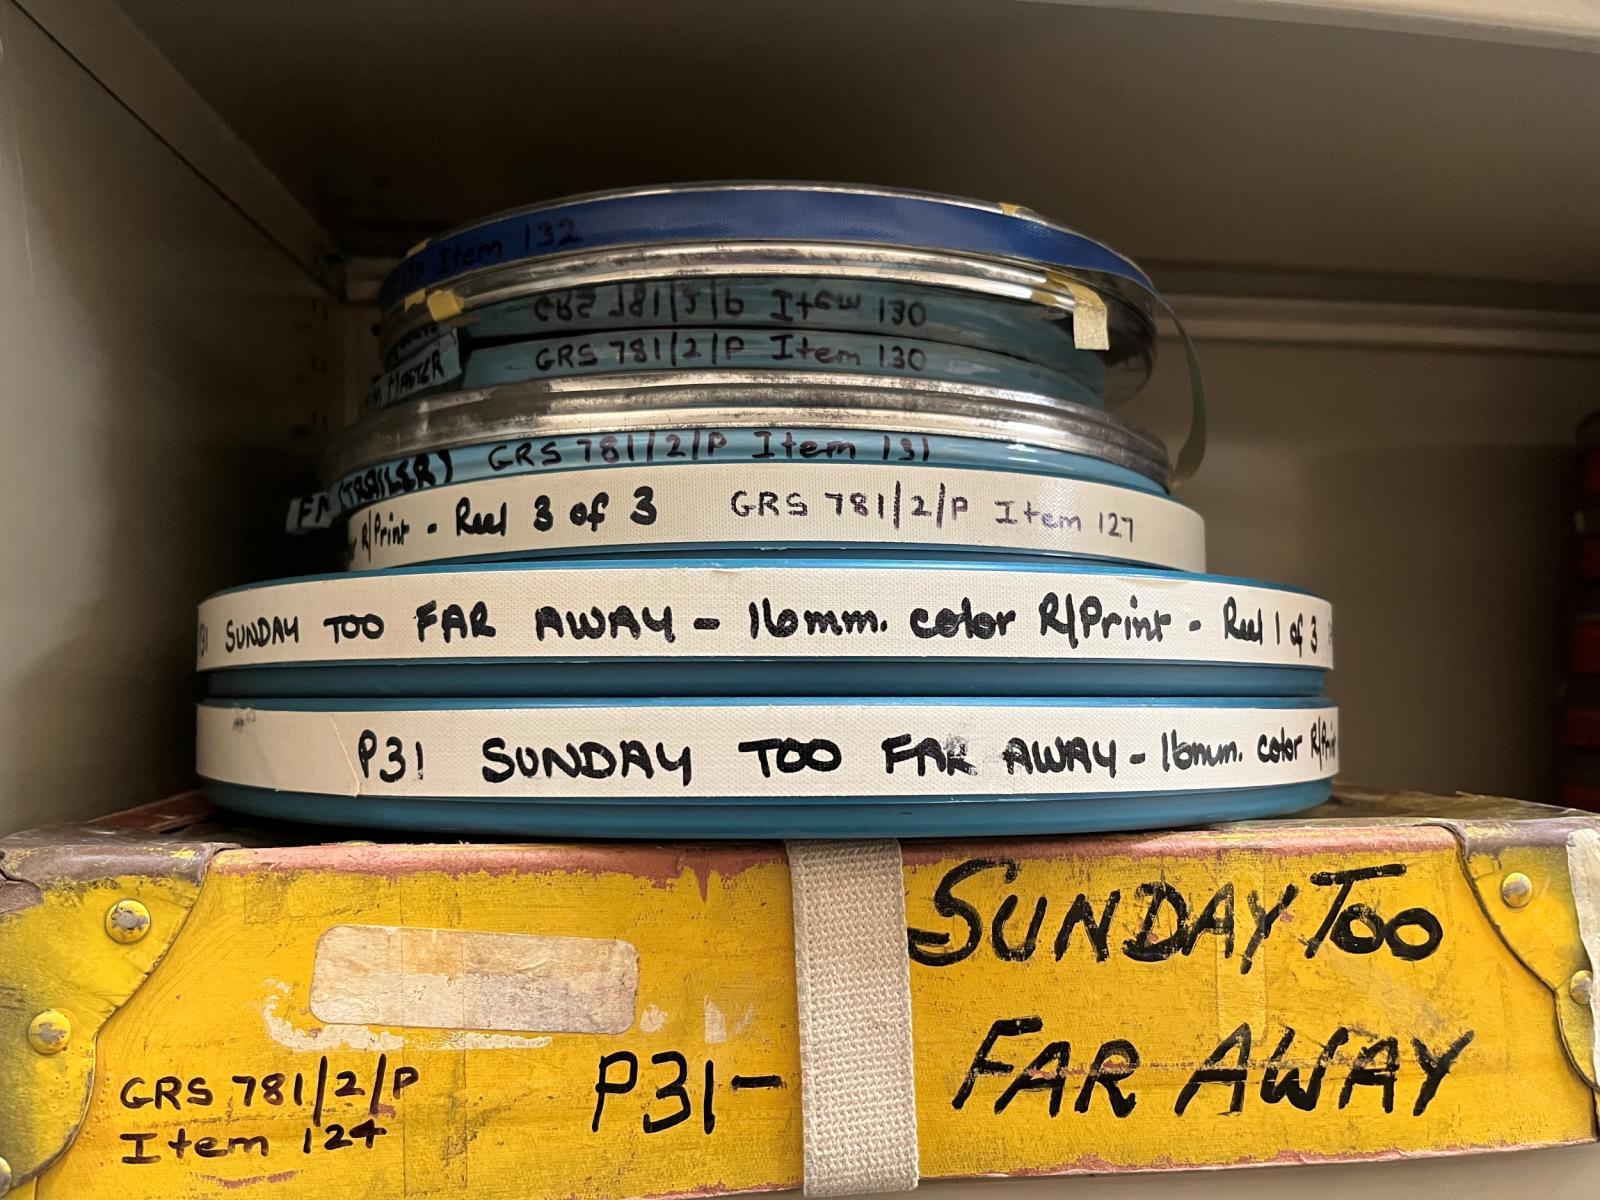 Item 132
GRS 781/2/P Item 130
GRS 781/2/P Item 130
MASTER
(TRAILER) GRS 781/2/P Item 131
R/Print - Reel 3 of 3 GRS 781/2/P Item 127
P31 SUNDAY TOO FAR AWAY - 16mm. color R/Print - Reel 1 of 3
P31 SUNDAY TOO FAR AWAY - 16mm. color R/Prin
SUNDAY TOO
FAR AWAY
P31-
GRS 781/2/P
Item 124